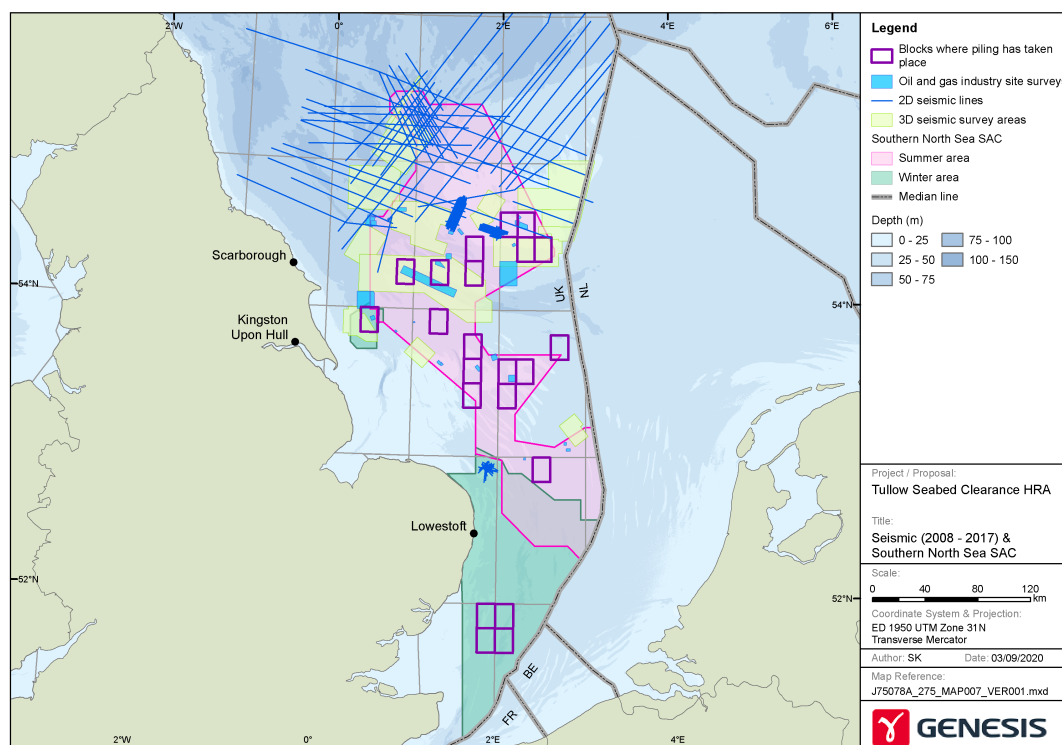 2°W
0°
2°E
4°E
6°E
Scarborough
54°N
Kingston
Upon Hull
UK
NL
54°N
Lowestoft
52°N
52°N
BE
FR
2°W
0°
2°E
4°E
Legend
Blocks where piling has taken
place
Oil and gas industry site survey
2D seismic lines
3D seismic survey areas
Southern North Sea SAC
Summer area
Winter area
Median line
Depth (m)
0 - 25
75 - 100
25 - 50
100 - 150
50 - 75
Project / Proposal:
Tullow Seabed Clearance HRA
Title:
Seismic (2008 - 2017) &
Southern North Sea SAC
Scale:
0 40 80 120
km
Coordinate System & Projection:
ED 1950 UTM Zone 31N
Transverse Mercator
Author: SK Date: 03/09/2020
Map Reference:
J75078A_275_MAP007_VER001.mxd
GENESIS